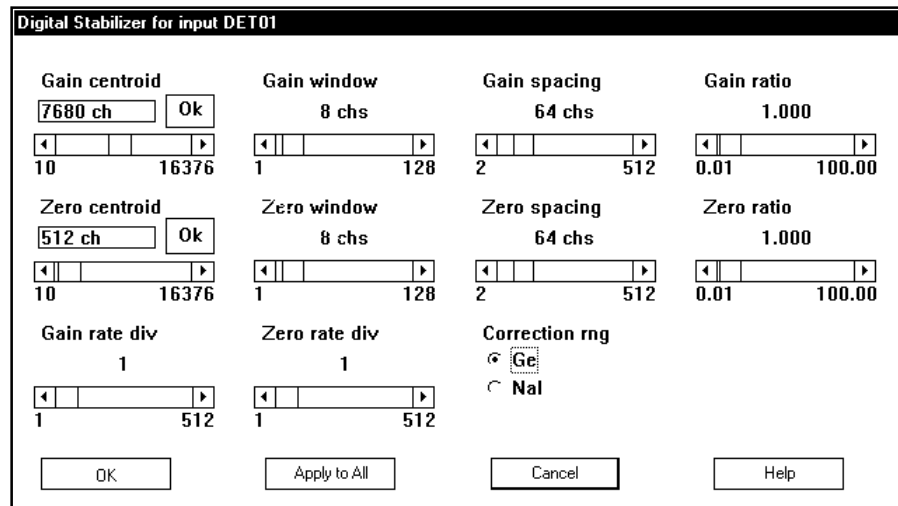 Digital Stabilizer for input DET01
Gain centroid Gain window Gain spacing Gain ratio
7680 ch Ok 8 chs 64 chs 1.000
10 16376 1 128 2 512 0.01 100.00
Zero centroid Zero window Zero spacing Zero ratio
512 ch Ok 8 chs 64 chs 1.000
10 16376 1 128 2 512 0.01 100.00
Gain rate div Zero rate div Correction rng
1 1 Ge
NaI
1 512 1 512
OK Apply to All Cancel Help